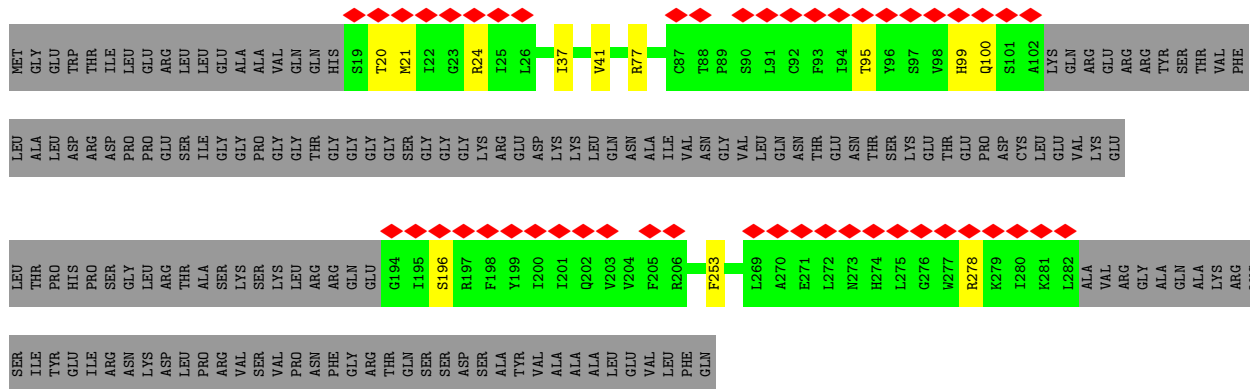 MET GLY GLU TRP THR ILE LEU GLU ARG LEU LEU GLU ALA ALA VAL GLN GLN HIS S19 T20 M21 I22 G23 R24 I25 L26 I37 V41 R77 C87 T88 P89 S90 L91 C92 F93 I94 T95 Y96 S97 V98 H99 Q100 S101 A102 LYS GLN ARG GLU ARG ARG TYR SER THR VAL PHE
LEU ALA LEU ASP ARG ASP PRO PRO GLU SER ILE GLY GLY PRO GLY GLY THR GLY GLY GLY GLY SER GLY GLY GLY LYS ARG GLU ASP LYS LYS LEU GLN ASN ALA ILE VAL ASN GLY VAL LEU GLN ASN THR GLU ASN THR SER LYS GLU THR GLU PRO ASP CYS LEU GLU VAL LYS GLU
LEU THR PRO HIS PRO SER GLY LEU ARG THR ALA SER LYS SER SER LYS LEU ARG ARG GLN GLU G194 I195 S196 R197 F198 Y199 I200 I201 Q202 V203 V204 F205 R206 F253 L269 A270 E271 L272 N273 H274 L275 G276 W277 R278 K279 I280 K281 L282 ALA VAL ARG GLY ALA GLN ALA LYS ARG
SER ILE TYR GLU ILE ARG ASN LYS ASP LEU PRO ARG VAL SER VAL PRO ASN PHE GLY ARG THR GLN SER SER ASP SER ALA TYR VAL ALA ALA ALA LEU GLU VAL LEU PHE GLN